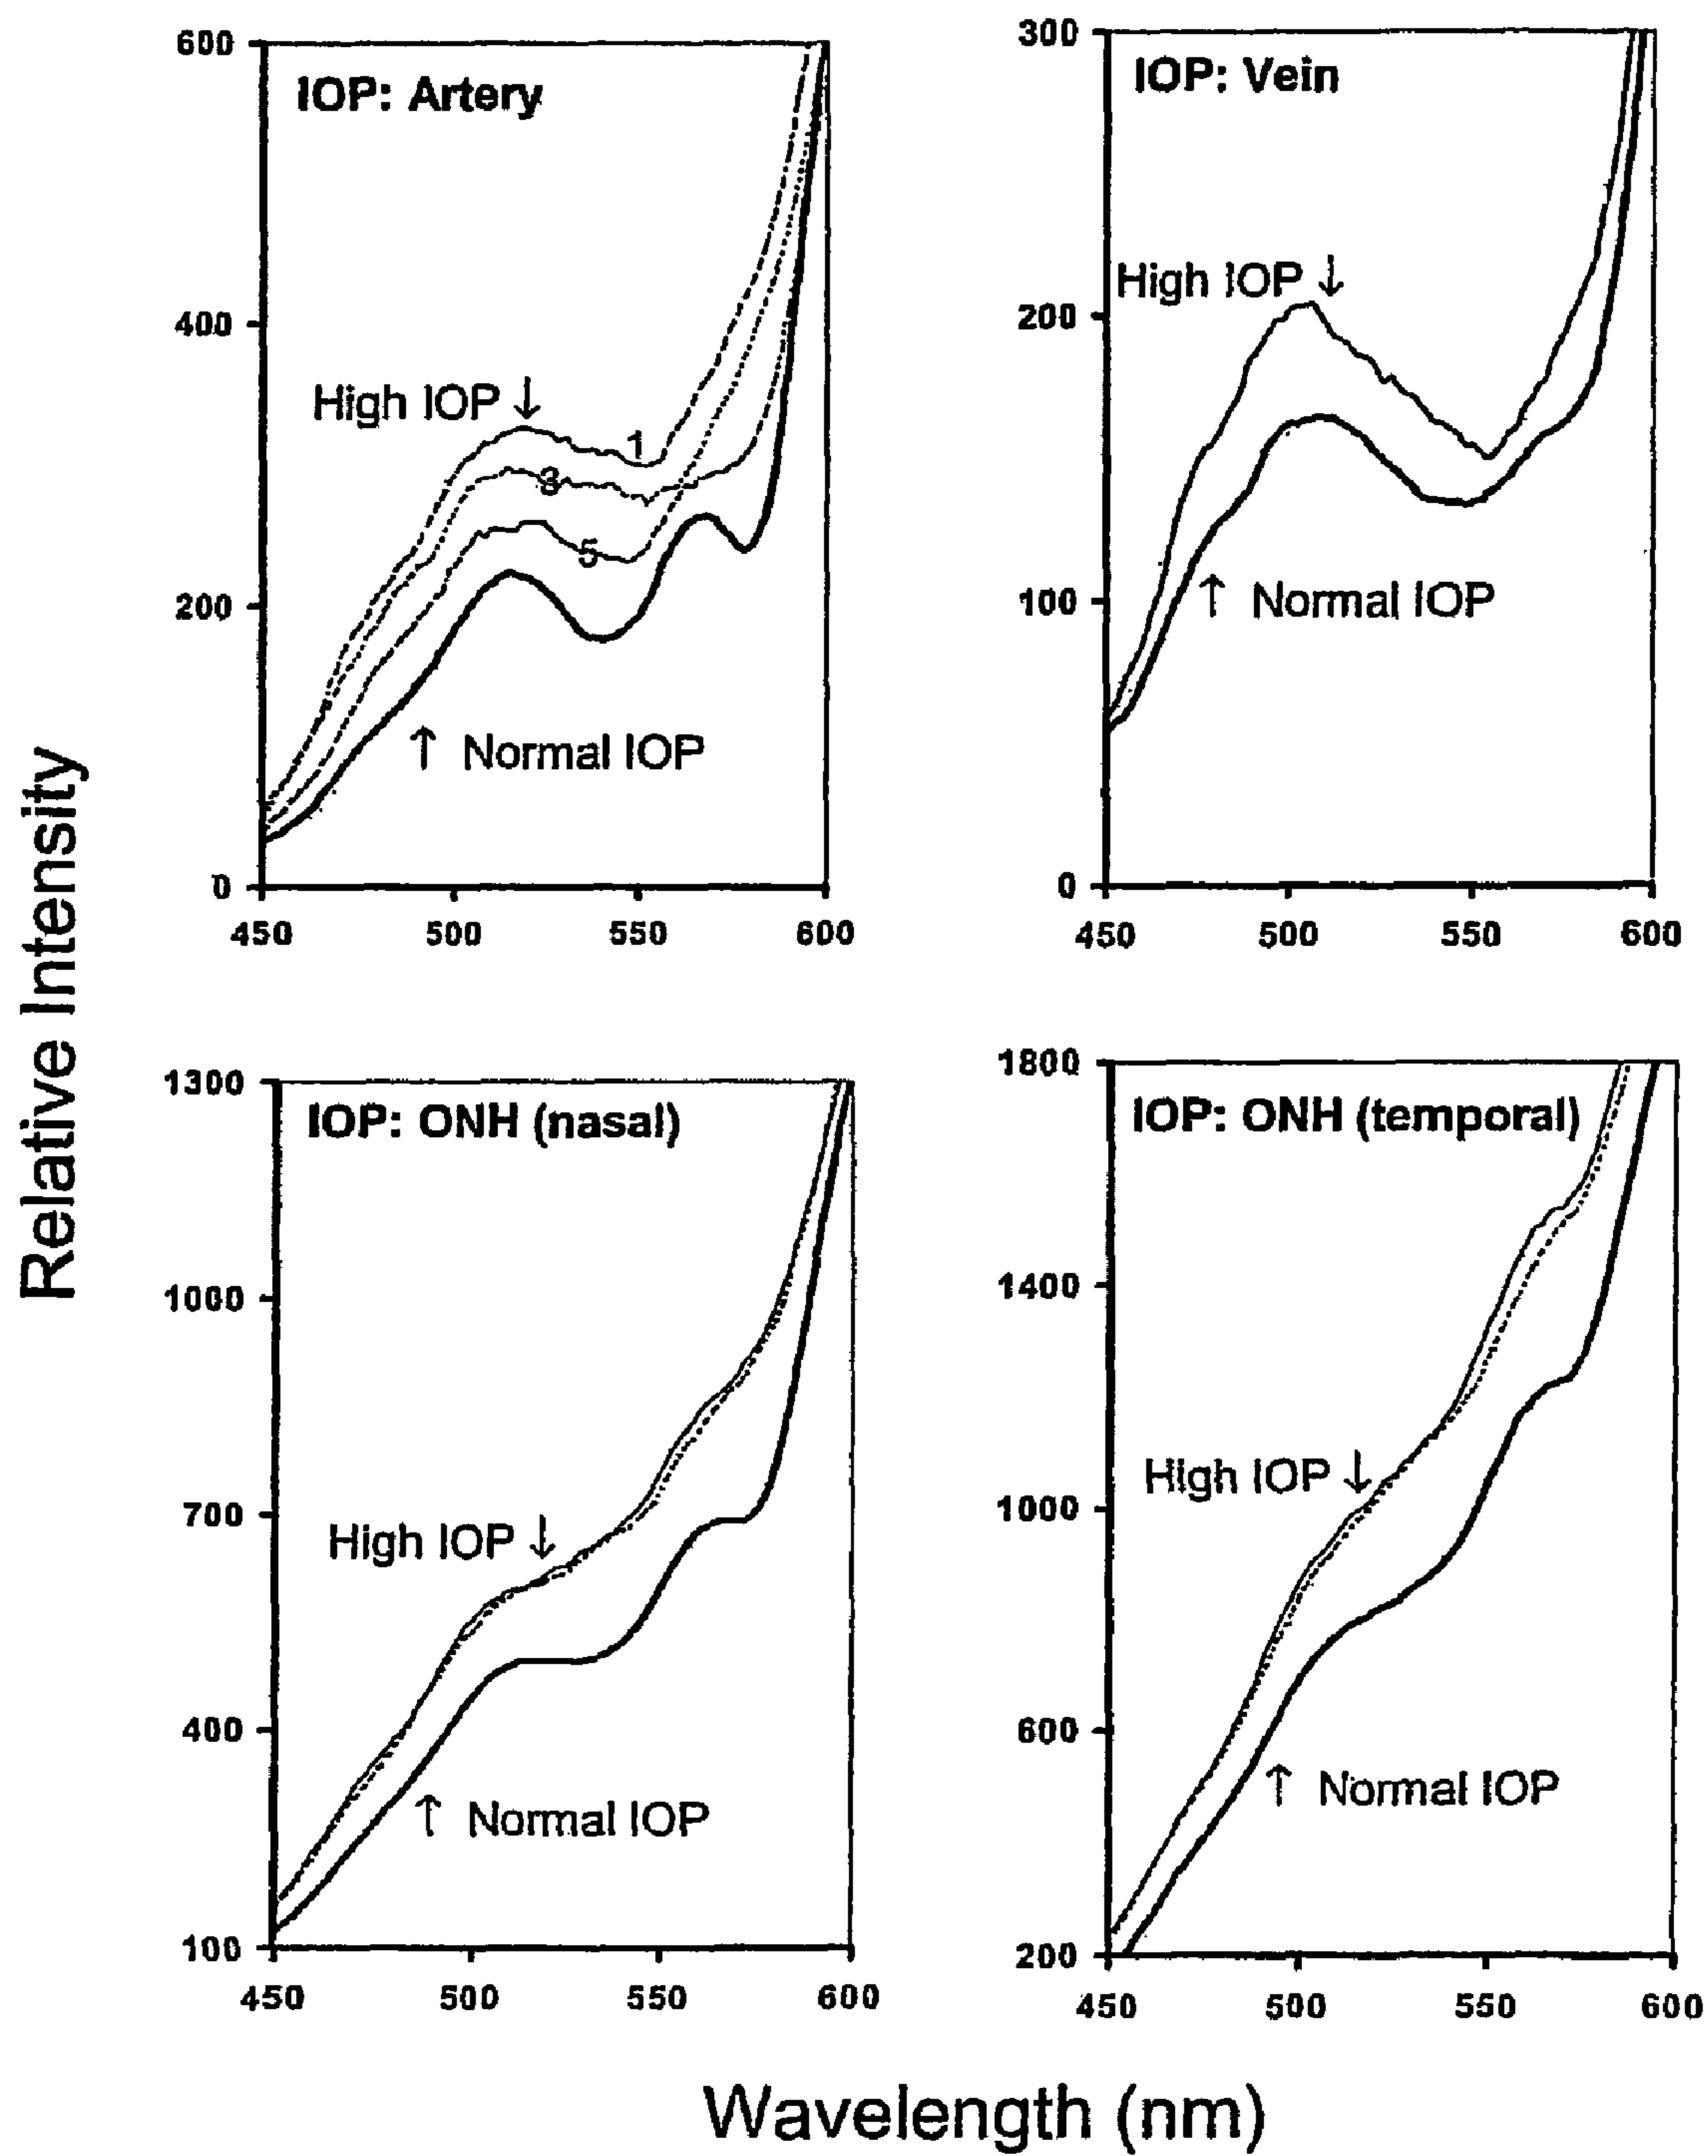 Relative Intensity
IOP: Artery
600
400
200
0
High IOP ↓
1
3
5
↑ Normal IOP
450 500 550 600
IOP: Vein
300
200
100
0
High IOP ↓
↑ Normal IOP
450 500 550 600
IOP: ONH (nasal)
1300
1000
700
400
100
High IOP ↓
↑ Normal IOP
450 500 550 600
IOP: ONH (temporal)
1800
1400
1000
600
200
High IOP ↓
↑ Normal IOP
450 500 550 600
Wavelength (nm)